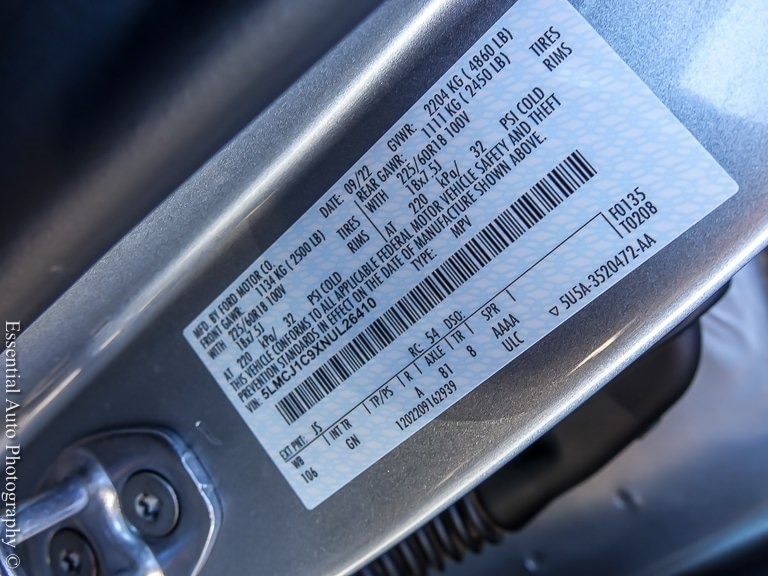 MFD. BY FORD MOTOR CO. DATE: 09/22 GVWR: 2204 KG ( 4860 LB)
FRONT GAWR: 1134 KG ( 2500 LB) REAR GAWR: 1111 KG ( 2450 LB)
225/60R18 100V TIRES WITH 225/60R18 100V TIRES
18x7.5J RIMS 18x7.5J RIMS
AT 220 kPa/ 32 PSI COLD AT 220 kPa/ 32 PSI COLD
THIS VEHICLE CONFORMS TO ALL APPLICABLE FEDERAL MOTOR VEHICLE SAFETY AND THEFT
PREVENTION STANDARDS IN EFFECT ON THE DATE OF MANUFACTURE SHOWN ABOVE
VIN: 5LMCJ1C9XNUL26410 TYPE: MPV
F0135
T0208
EXT PNT: JS RC: 54 DSO:
WB INT TR TP/PS R AXLE TR SPR
106 GN A 81 8 AAAA
1202209162939 ULC
▽ 5U5A-3520472-AA
Essential Auto Photography ©